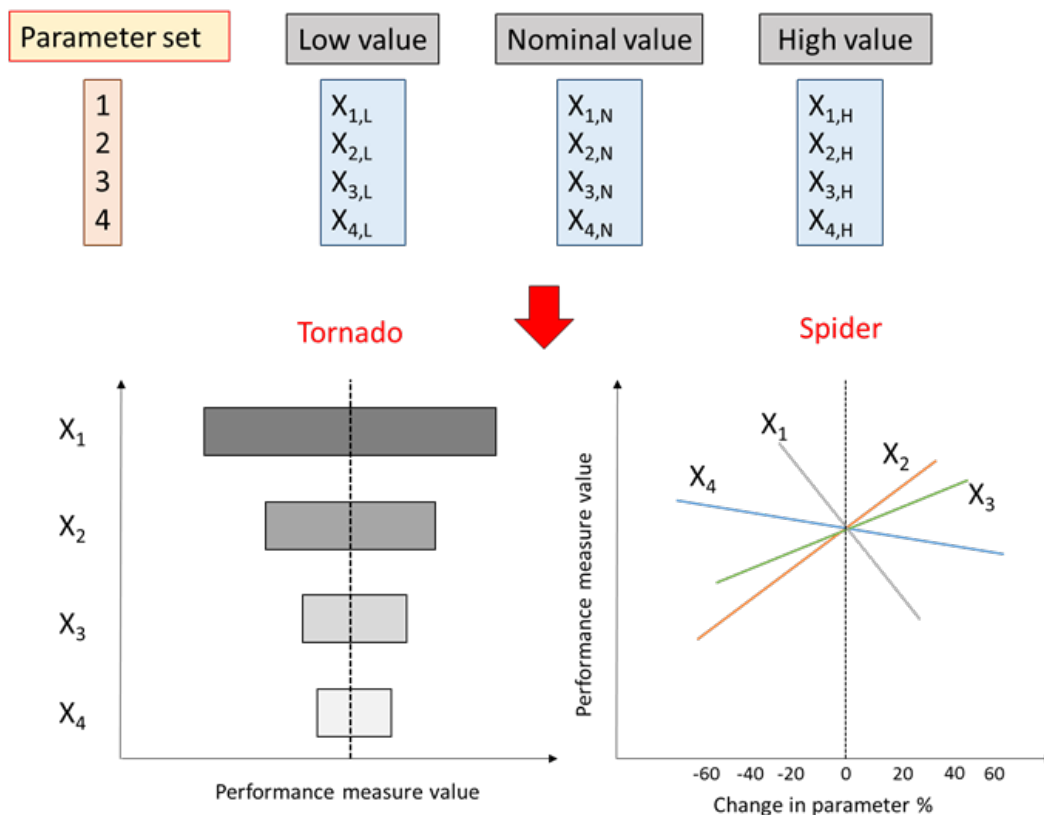 Parameter set Low value Nominal value High value
1 X1,L X1,N X1,H
2 X2,L X2,N X2,H
3 X3,L X3,N X3,H
4 X4,L X4,N X4,H
Tornado
X1
X2
X3
X4
Performance measure value
Spider
Performance measure value
X1
X2
X4
X3
-60 -40 -20 0 20 40 60
Change in parameter %